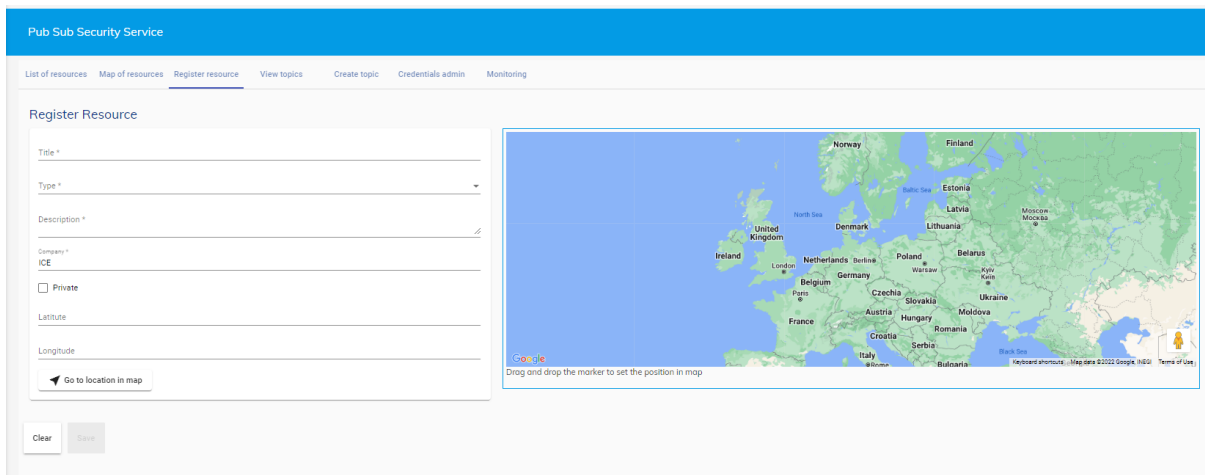 Pub Sub Security Service
List of resources Map of resources Register resource View topics Create topic Credentials admin Monitoring
Register Resource
Title *
Type *
Description *
Company *
ICE
Private
Latitute
Longitude
Go to location in map
Clear Save
Norway Finland
Baltic Sea Estonia
North Sea Latvia Moscow
Москва
United Kingdom
Denmark Lithuania
Ireland London Netherlands Berlin Poland Belarus
Warsaw
Belgium Germany Kyiv
Київ
Paris Czechia
Slovakia Ukraine
France Austria Hungary Moldova
Croatia Romania
Serbia
Italy Black Sea
Rome Bulgaria
Google
Keyboard shortcuts Map data ©2022 Google, INEGI Terms of Use
Drag and drop the marker to set the position in map